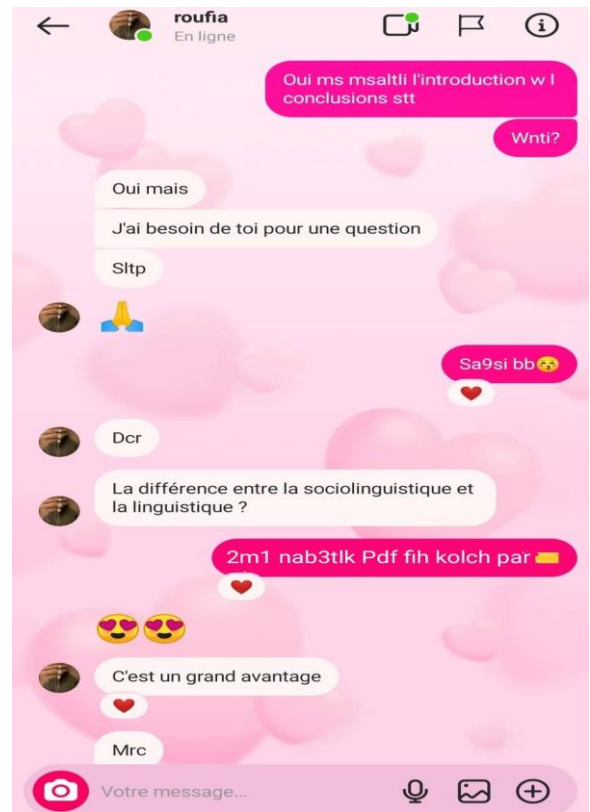 roufia
En ligne
Oui ms msaltli l'introduction w l
conclusions stt
Wnti?
Oui mais
J'ai besoin de toi pour une question
Sltp
🙏
Sa9si bb😚
❤️
Dcr
La différence entre la sociolinguistique et
la linguistique ?
2m1 nab3tlk Pdf fih kolch par
❤️
😍😍
C'est un grand avantage
❤️
Mrc
Votre message...